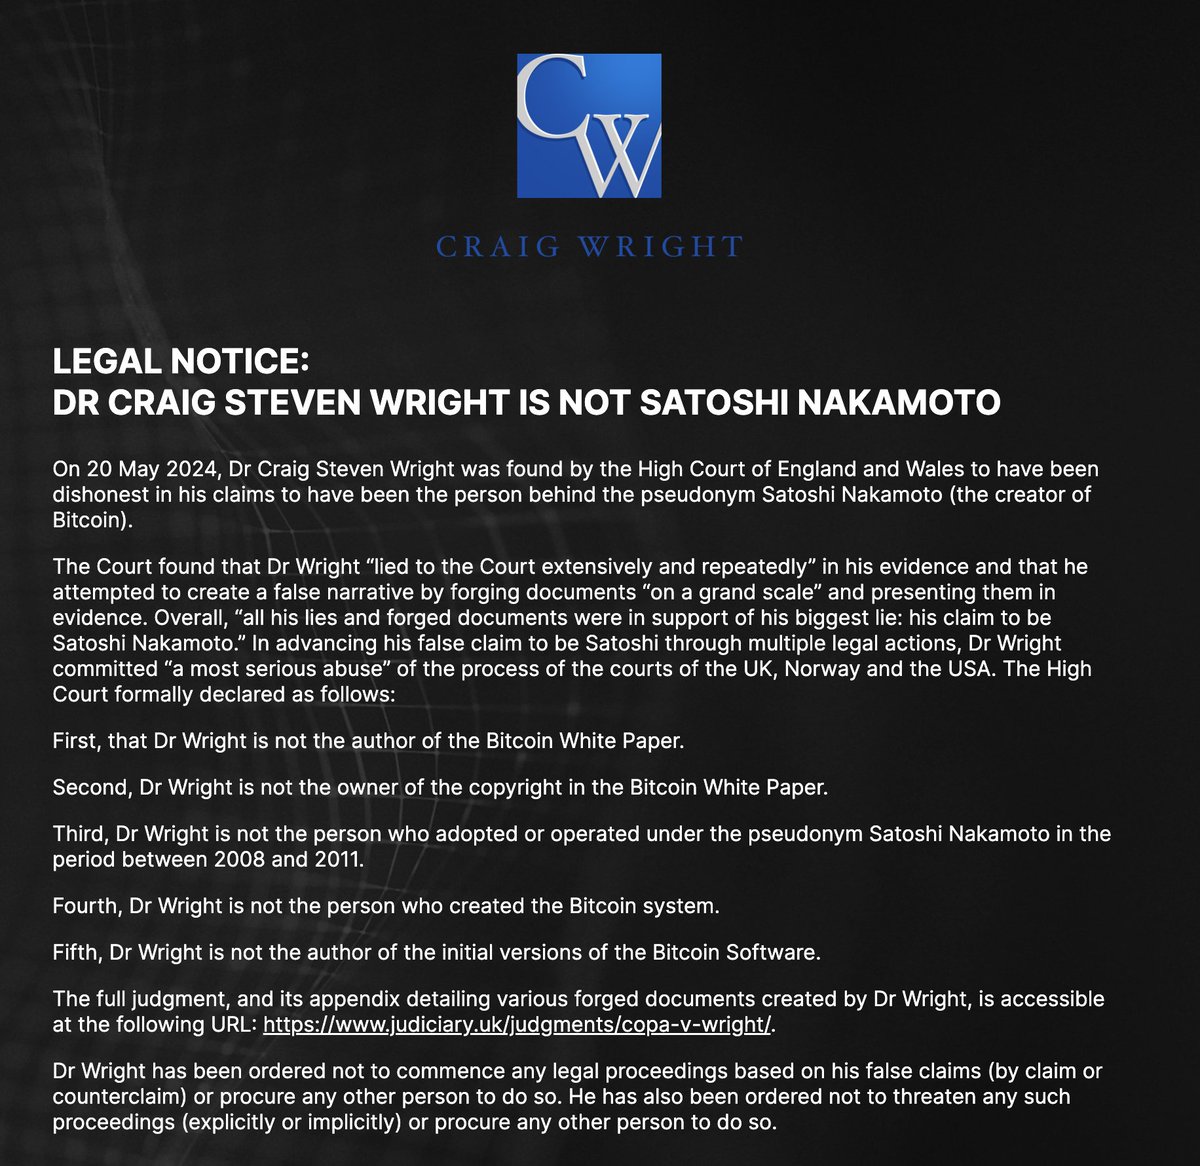 CW
CRAIG WRIGHT
LEGAL NOTICE:
DR CRAIG STEVEN WRIGHT IS NOT SATOSHI NAKAMOTO
On 20 May 2024, Dr Craig Steven Wright was found by the High Court of England and Wales to have been
dishonest in his claims to have been the person behind the pseudonym Satoshi Nakamoto (the creator of
Bitcoin).
The Court found that Dr Wright “lied to the Court extensively and repeatedly” in his evidence and that he
attempted to create a false narrative by forging documents “on a grand scale” and presenting them in
evidence. Overall, “all his lies and forged documents were in support of his biggest lie: his claim to be
Satoshi Nakamoto.” In advancing his false claim to be Satoshi through multiple legal actions, Dr Wright
committed “a most serious abuse” of the process of the courts of the UK, Norway and the USA. The High
Court formally declared as follows:
First, that Dr Wright is not the author of the Bitcoin White Paper.
Second, Dr Wright is not the owner of the copyright in the Bitcoin White Paper.
Third, Dr Wright is not the person who adopted or operated under the pseudonym Satoshi Nakamoto in the
period between 2008 and 2011.
Fourth, Dr Wright is not the person who created the Bitcoin system.
Fifth, Dr Wright is not the author of the initial versions of the Bitcoin Software.
The full judgment, and its appendix detailing various forged documents created by Dr Wright, is accessible
at the following URL: https://www.judiciary.uk/judgments/copa-v-wright/.
Dr Wright has been ordered not to commence any legal proceedings based on his false claims (by claim or
counterclaim) or procure any other person to do so. He has also been ordered not to threaten any such
proceedings (explicitly or implicitly) or procure any other person to do so.